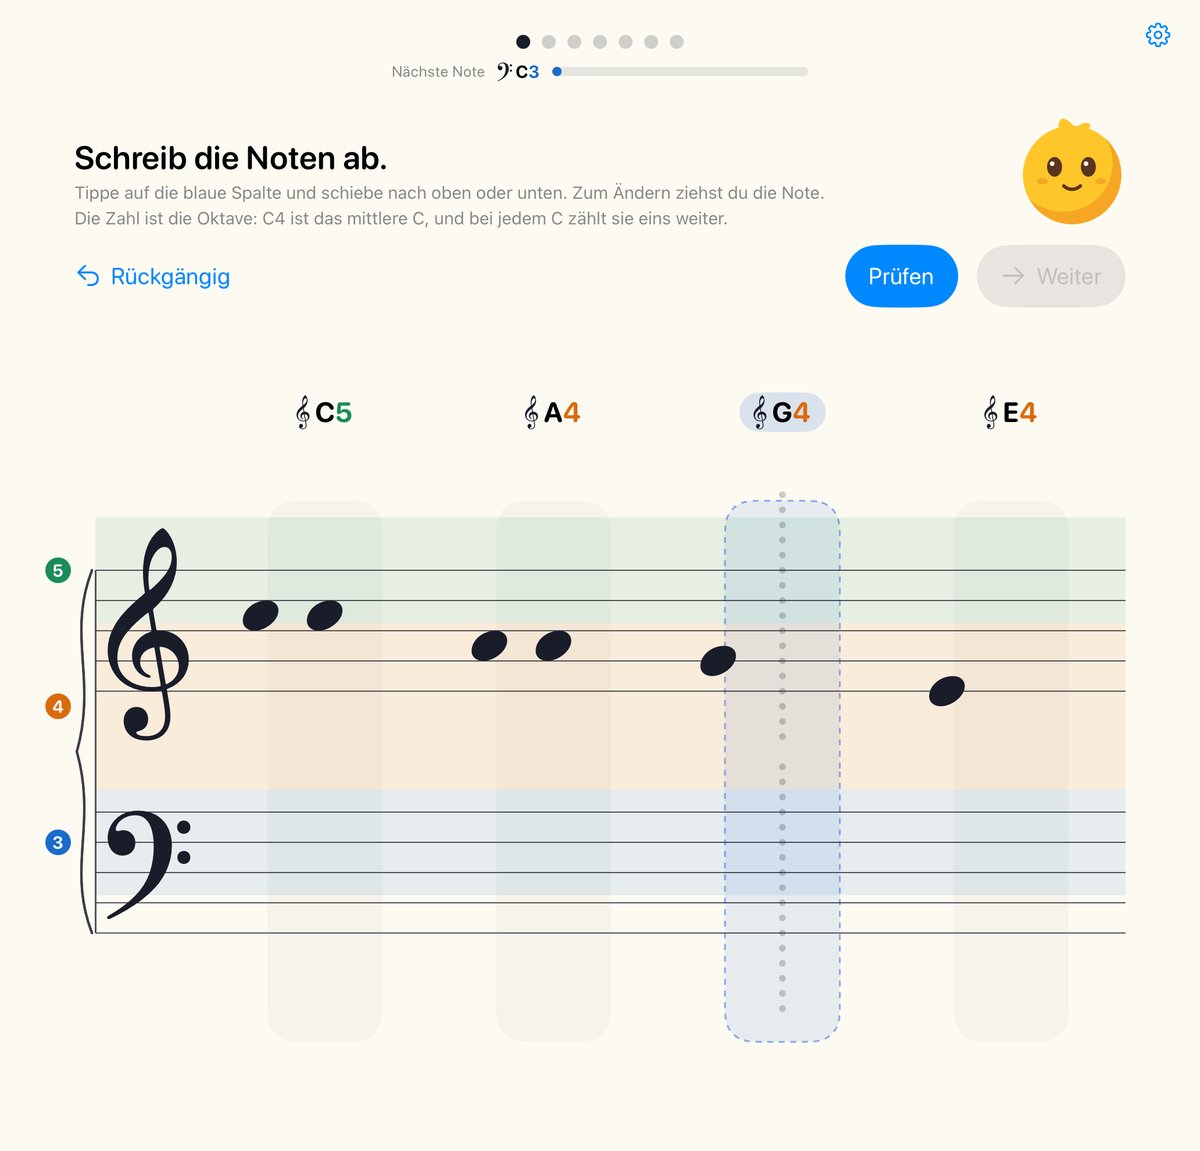 Nächste Note C3
Schreib die Noten ab.
Tippe auf die blaue Spalte und schiebe nach oben oder unten. Zum Ändern ziehst du die Note.
Die Zahl ist die Oktave: C4 ist das mittlere C, und bei jedem C zählt sie eins weiter.
Rückgängig
Prüfen
Weiter
C5 A4 G4 E4
5
4
3